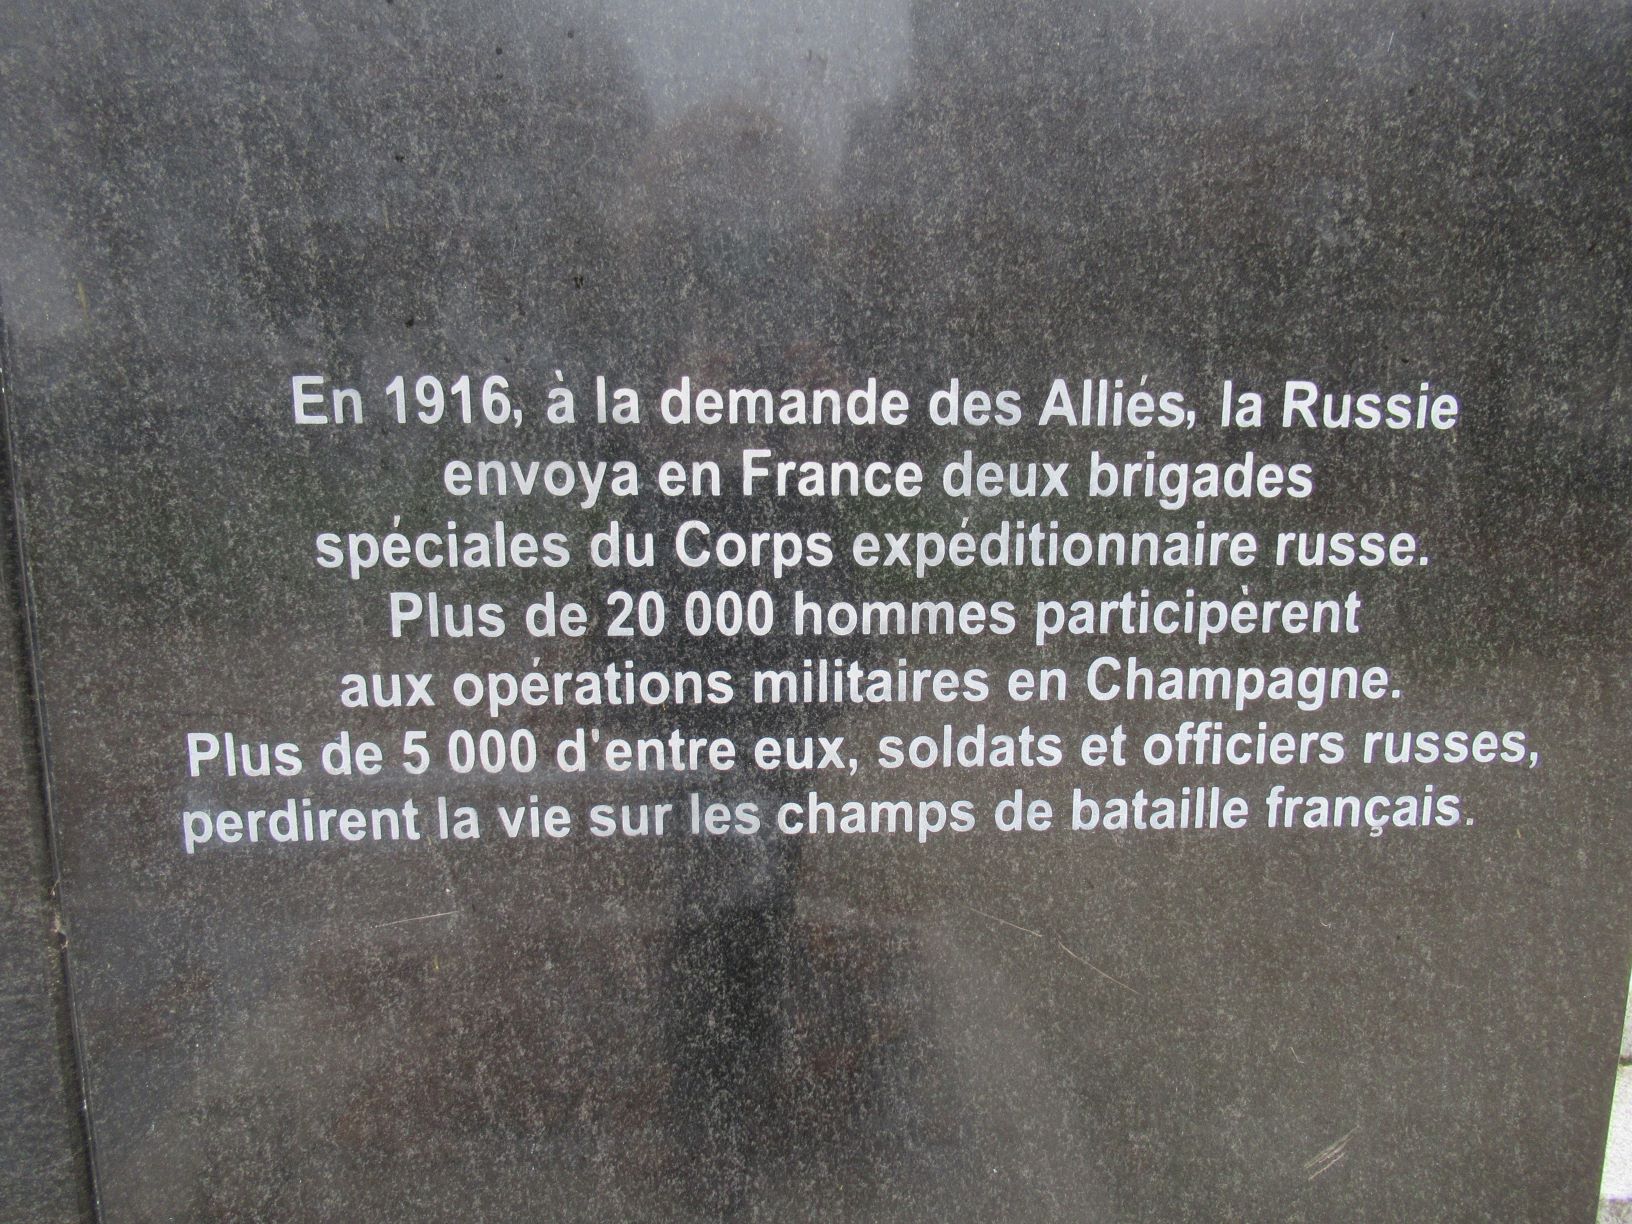 En 1916, à la demande des Alliés, la Russie
envoya en France deux brigades
spéciales du Corps expéditionnaire russe.
Plus de 20 000 hommes participèrent
aux opérations militaires en Champagne.
Plus de 5 000 d'entre eux, soldats et officiers russes,
perdirent la vie sur les champs de bataille français.